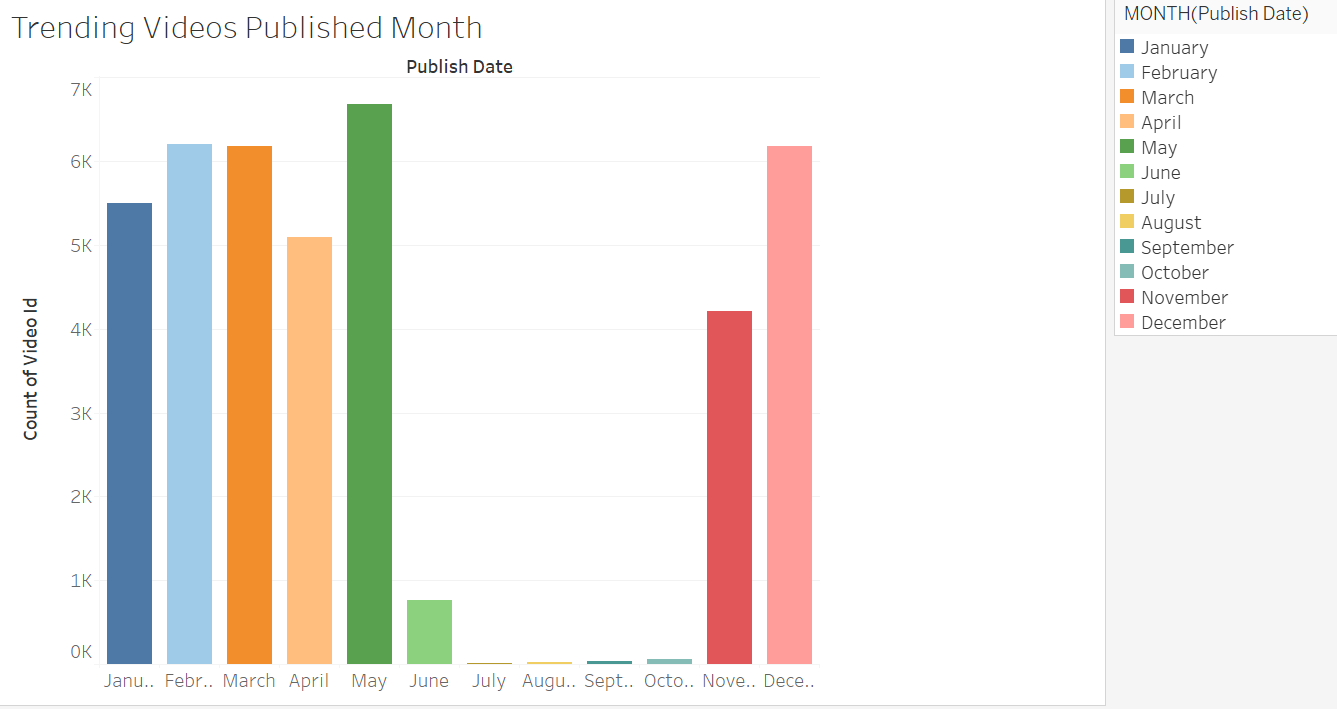 Trending Videos Published Month
Publish Date
Count of Video Id
7K
6K
5K
4K
3K
2K
1K
0K
Janu.. Febr.. March April May June July Augu.. Sept.. Octo.. Nove.. Dece..
MONTH(Publish Date)
January
February
March
April
May
June
July
August
September
October
November
December